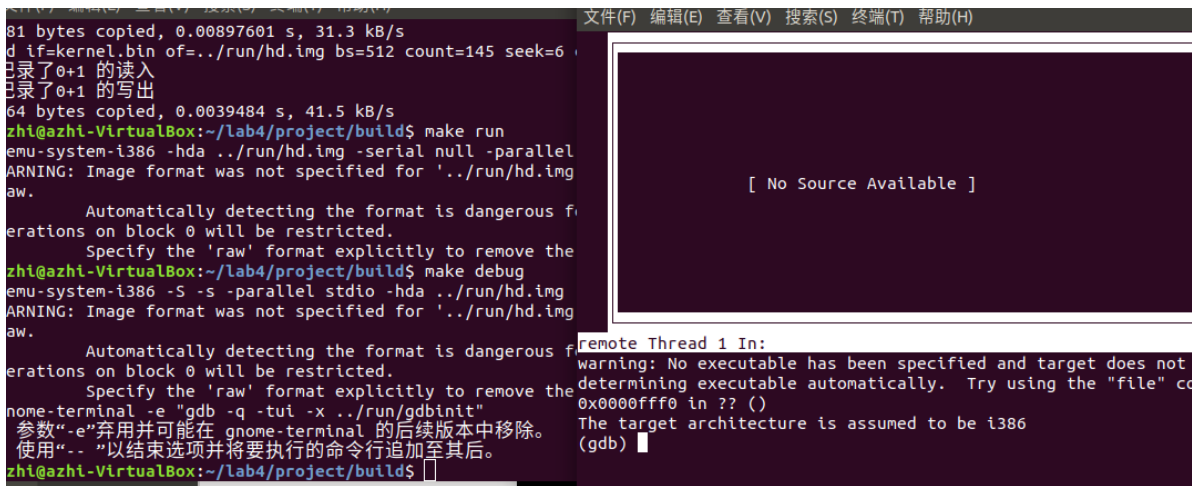 81 bytes copied, 0.00897601 s, 31.3 kB/s
d if=kernel.bin of=../run/hd.img bs=512 count=145 seek=6
记录了0+1 的读入
记录了0+1 的写出
64 bytes copied, 0.0039484 s, 41.5 kB/s
zhi@azhi-VirtualBox:~/lab4/project/build$ make run
emu-system-i386 -hda ../run/hd.img -serial null -parallel
ARNING: Image format was not specified for '../run/hd.img
aw.
Automatically detecting the format is dangerous f
erations on block 0 will be restricted.
Specify the 'raw' format explicitly to remove the
zhi@azhi-VirtualBox:~/lab4/project/build$ make debug
emu-system-i386 -S -s -parallel stdio -hda ../run/hd.img
ARNING: Image format was not specified for '../run/hd.img
aw.
Automatically detecting the format is dangerous f
erations on block 0 will be restricted.
Specify the 'raw' format explicitly to remove the
nome-terminal -e "gdb -q -tui -x ../run/gdbinit"
参数“-e”弃用并可能在 gnome-terminal 的后续版本中移除。
使用“-- ”以结束选项并将要执行的命令行追加至其后。
zhi@azhi-VirtualBox:~/lab4/project/build$
文件(F) 编辑(E) 查看(V) 搜索(S) 终端(T) 帮助(H)
[ No Source Available ]
remote Thread 1 In:
warning: No executable has been specified and target does not
determining executable automatically.  Try using the "file" co
0x0000fff0 in ?? ()
The target architecture is assumed to be i386
(gdb)